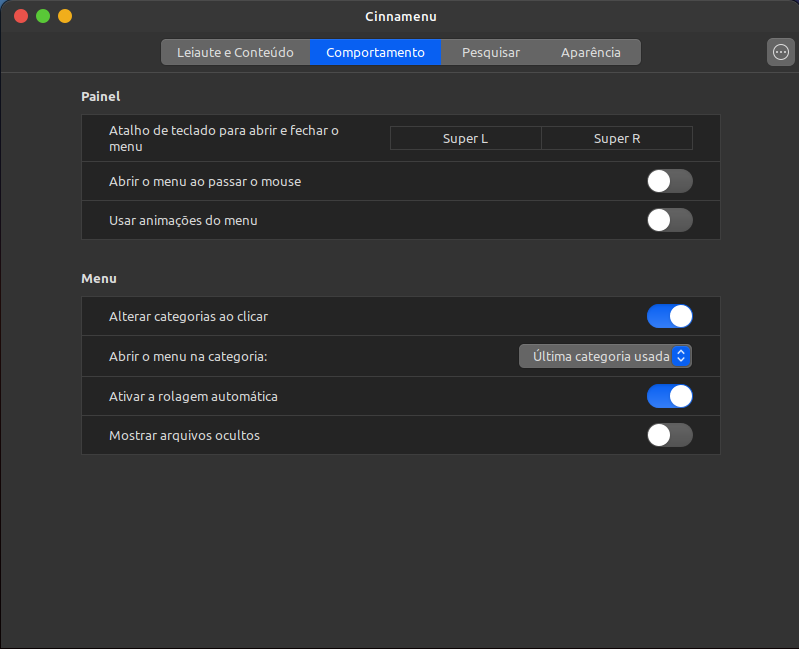 Cinnamenu
Leiaute e Conteúdo
Comportamento
Pesquisar
Aparência
Painel
Atalho de teclado para abrir e fechar o
menu
Super L
Super R
Abrir o menu ao passar o mouse
Usar animações do menu
Menu
Alterar categorias ao clicar
Abrir o menu na categoria:
Última categoria usada
Ativar a rolagem automática
Mostrar arquivos ocultos